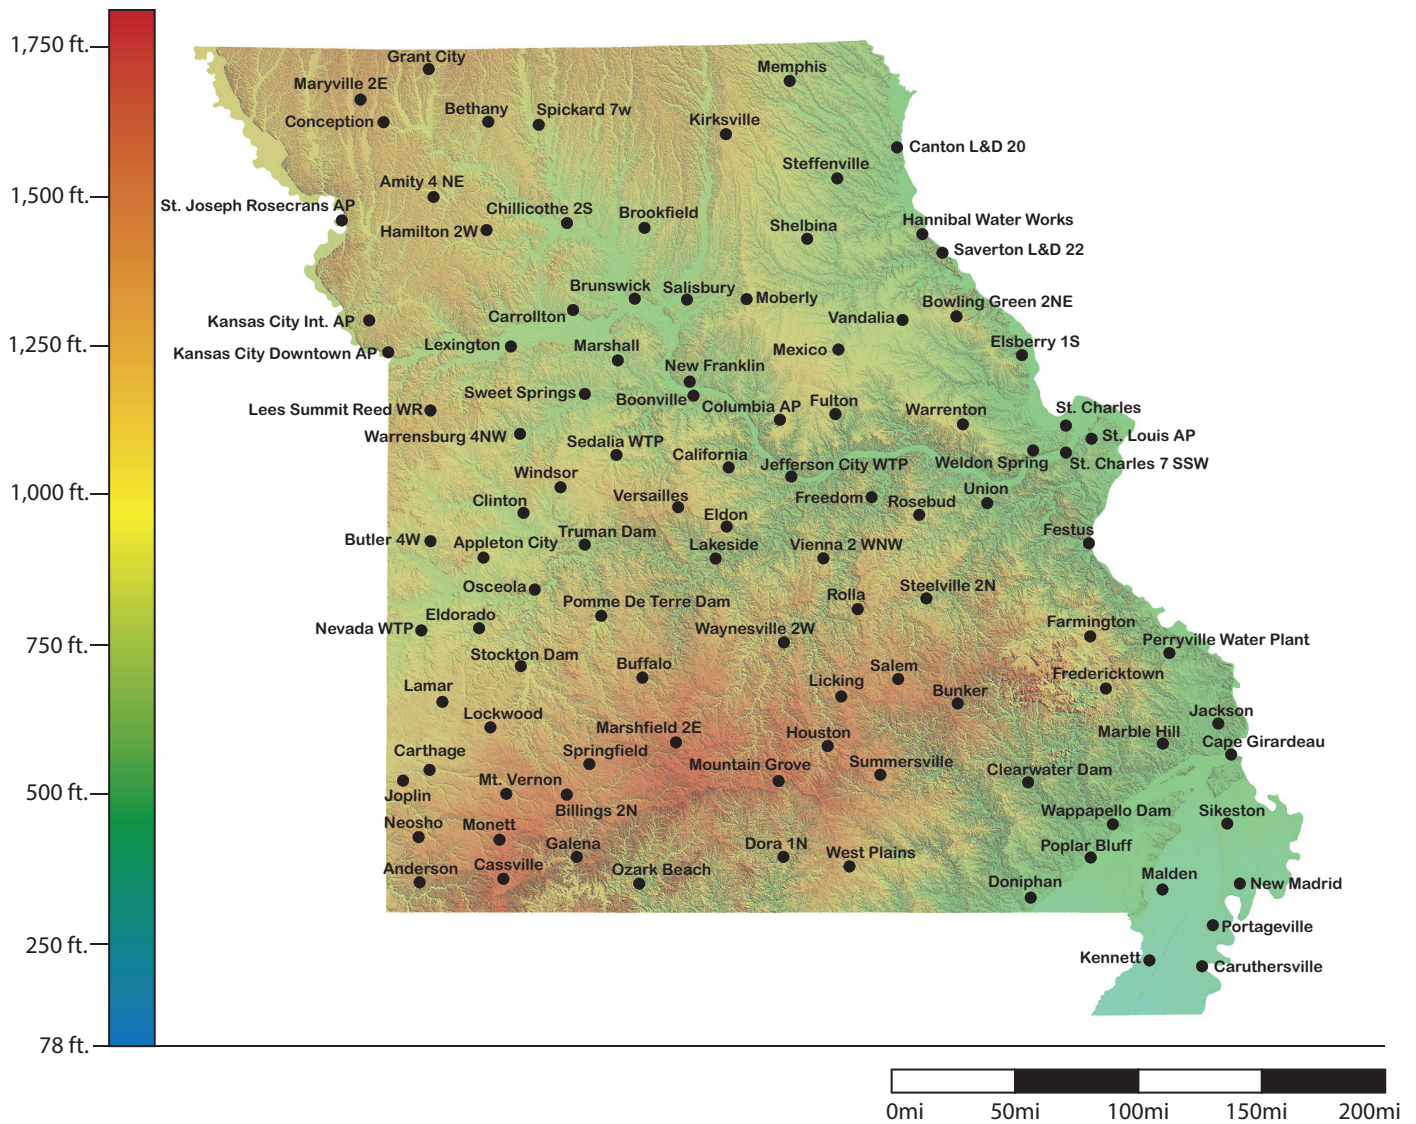 1,750 ft.
1,500 ft.
1,250 ft.
1,000 ft.
750 ft.
500 ft.
250 ft.
78 ft.
Grant City
Memphis
Maryville 2E
Bethany
Spickard 7w
Conception
Kirksville
Canton L&D 20
Steffenville
Amity 4 NE
St. Joseph Rosecrans AP
Chillicothe 2S
Brookfield
Hannibal Water Works
Shelbina
Hamilton 2W
Saverton L&D 22
Brunswick
Salisbury
Moberly
Bowling Green 2NE
Carrollton
Vandalia
Kansas City Int. AP
Elsberry 1S
Lexington
Marshall
Mexico
Kansas City Downtown AP
New Franklin
Sweet Springs
Boonville
Columbia AP
Fulton
Lees Summit Reed WR
Warrenton
St. Charles
Warrensburg 4NW
St. Louis AP
Sedalia WTP
California
Jefferson City WTP
Weldon Spring
St. Charles 7 SSW
Windsor
Versailles
Freedom
Rosebud
Union
Clinton
Eldon
Festus
Truman Dam
Butler 4W
Appleton City
Lakeside
Vienna 2 WNW
Osceola
Steelville 2N
Pomme De Terre Dam
Rolla
Eldorado
Nevada WTP
Waynesville 2W
Farmington
Perryville Water Plant
Stockton Dam
Buffalo
Salem
Fredericktown
Licking
Bunker
Lamar
Lockwood
Jackson
Marshfield 2E
Houston
Marble Hill
Cape Girardeau
Carthage
Springfield
Mountain Grove
Summersville
Clearwater Dam
Mt. Vernon
Joplin
Billings 2N
Wappapello Dam
Sikeston
Neosho
Monett
Galena
Dora 1N
West Plains
Poplar Bluff
Anderson
Cassville
Ozark Beach
Doniphan
Malden
New Madrid
Portageville
Kennett
Caruthersville
0mi
50mi
100mi
150mi
200mi